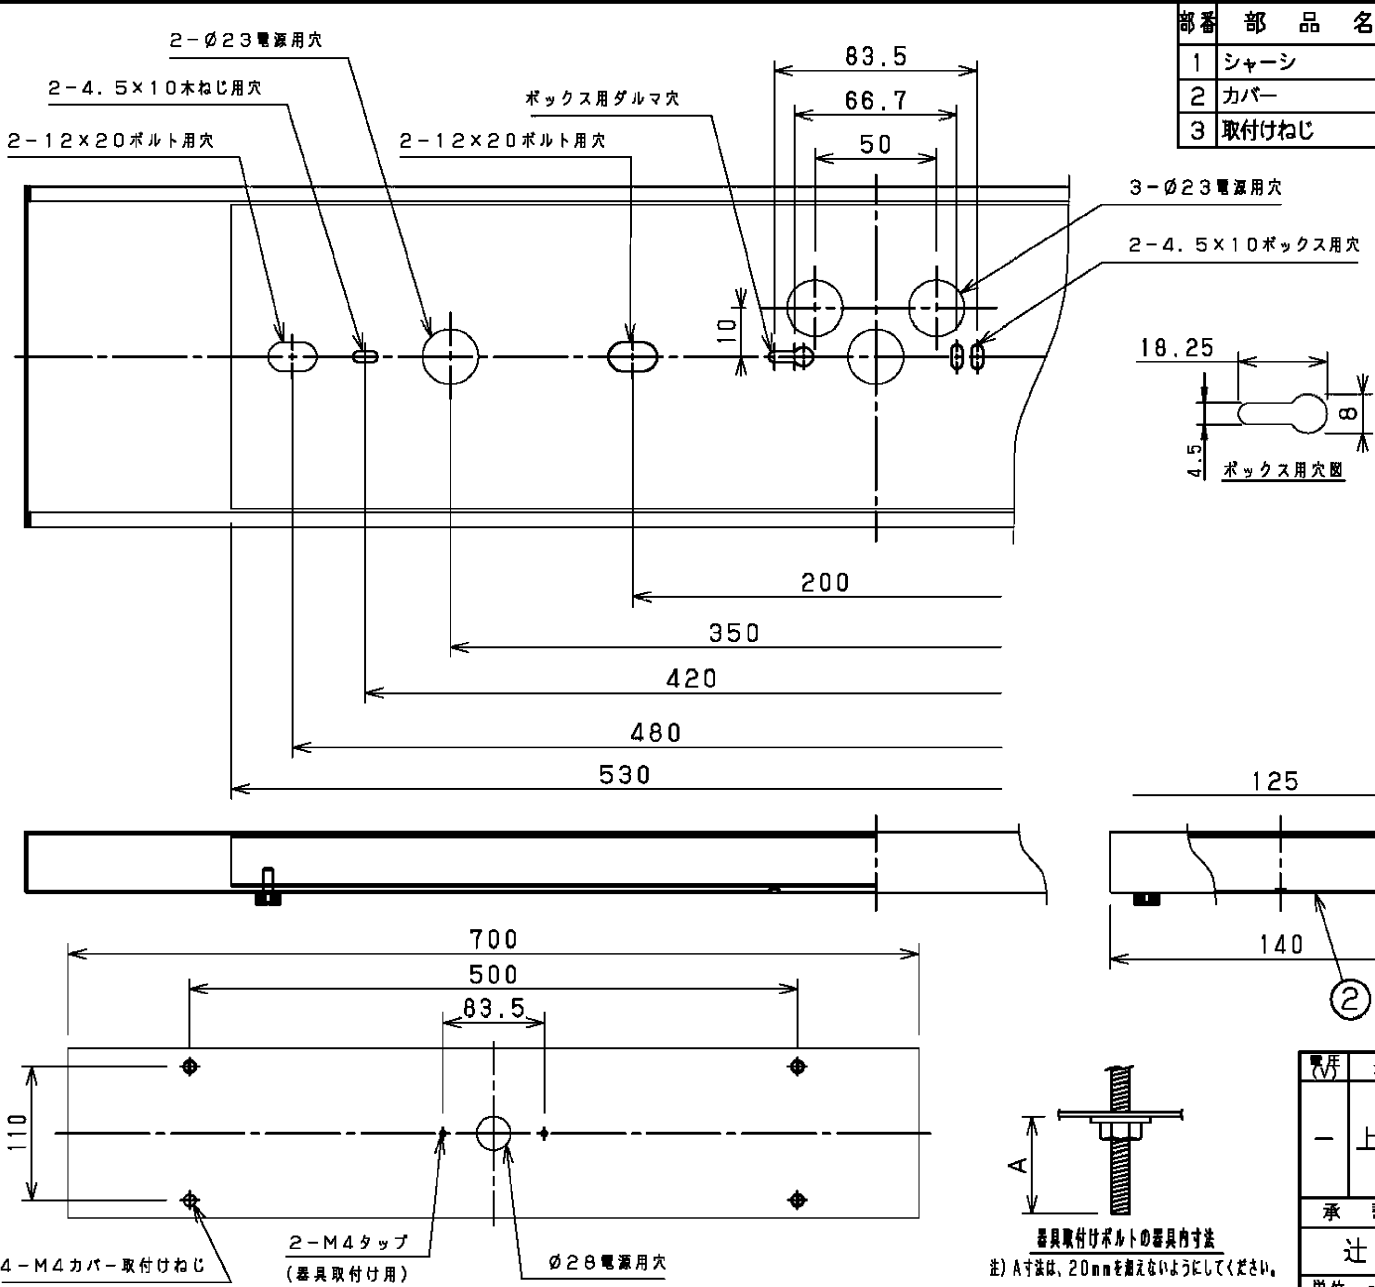 部番 部品名
1 シャーシ
2 カバー
3 取付けねじ
2-Ø23電源用穴
2-4.5×10木ねじ用穴
2-12×20ボルト用穴
2-12×20ボルト用穴
ボックス用ダルマ穴
83.5
66.7
50
3-Ø23電源用穴
2-4.5×10ボックス用穴
10
18.25
8
4.5
ボックス用穴図
200
350
420
480
530
125
140
2
700
500
83.5
110
4-M4カバー取付けねじ
2-M4タップ
(器具取付け用)
Ø28電源用穴
A
器具取付けボルトの器具内寸法
注)A寸法は、20mmを超えないようにしてください。
電圧
(V)
— 上
承
辻
単位